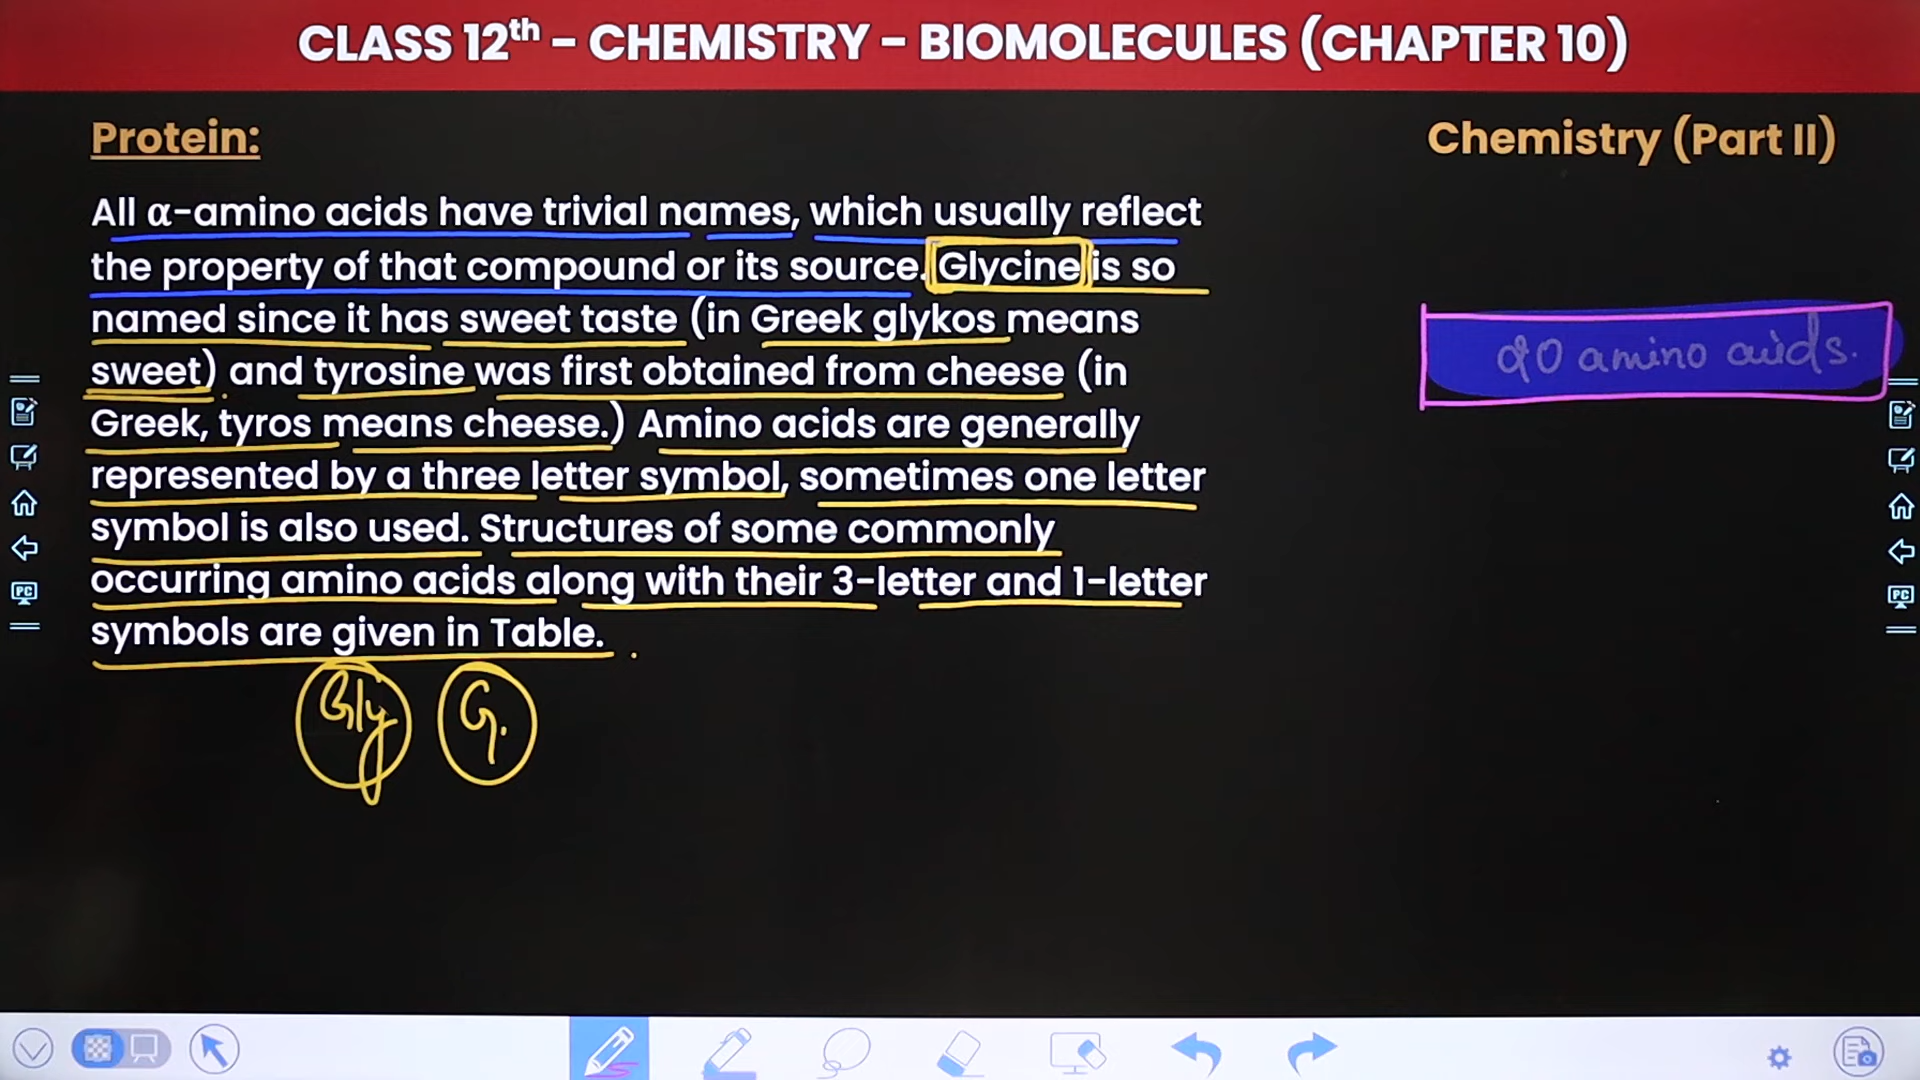 CLASS 12th - CHEMISTRY - BIOMOLECULES (CHAPTER 10)
Protein:
Chemistry (Part II)
All α-amino acids have trivial names, which usually reflect
the property of that compound or its source. Glycine is so
named since it has sweet taste (in Greek glykos means
sweet) and tyrosine was first obtained from cheese (in
Greek, tyros means cheese.) Amino acids are generally
represented by a three letter symbol, sometimes one letter
symbol is also used. Structures of some commonly
occurring amino acids along with their 3-letter and 1-letter
symbols are given in Table.
20 amino acids.
Gly G.
PC
PC